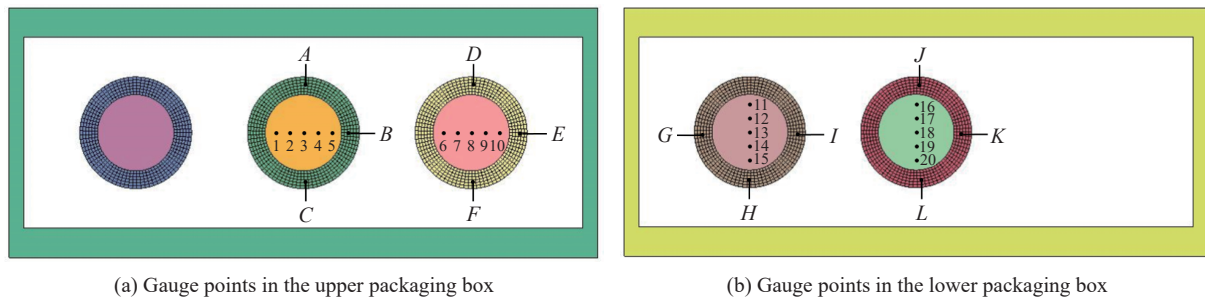 A
D
B
E
1 2 3 4 5
6 7 8 9 10
C
F
(a) Gauge points in the upper packaging box
J
11
12
13
14
15
16
17
18
19
20
G
I
K
H
L
(b) Gauge points in the lower packaging box